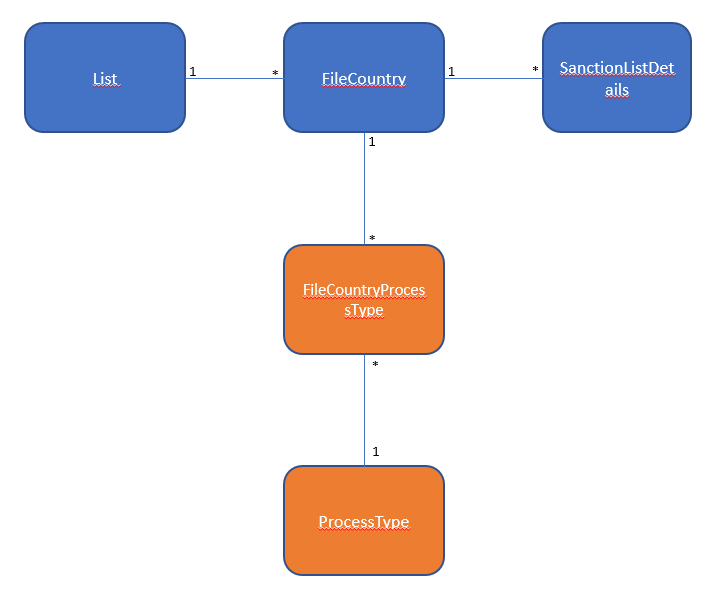 List
1
*
FileCountry
1
*
SanctionListDet
ails
1
*
FileCountryProces
sType
*
1
ProcessType